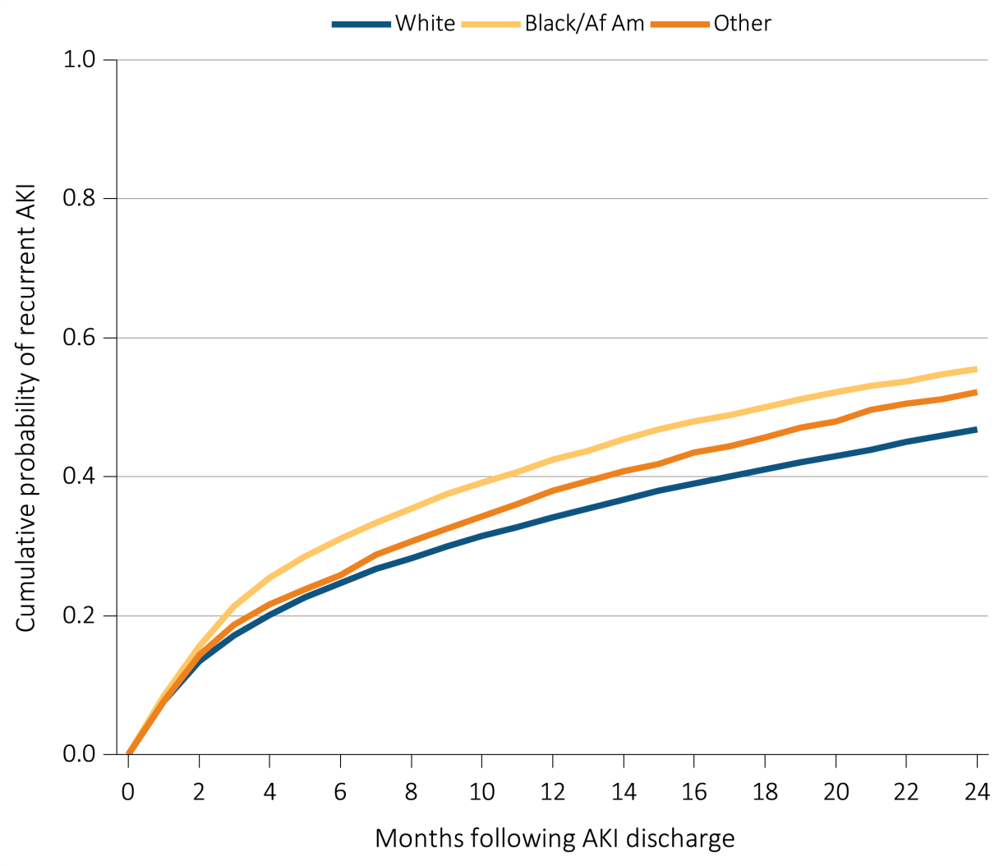 White Black/Af Am Other
1.0
0.8
0.6
0.4
0.2
0.0
Cumulative probability of recurrent AKI
0 2 4 6 8 10 12 14 16 18 20 22 24
Months following AKI discharge